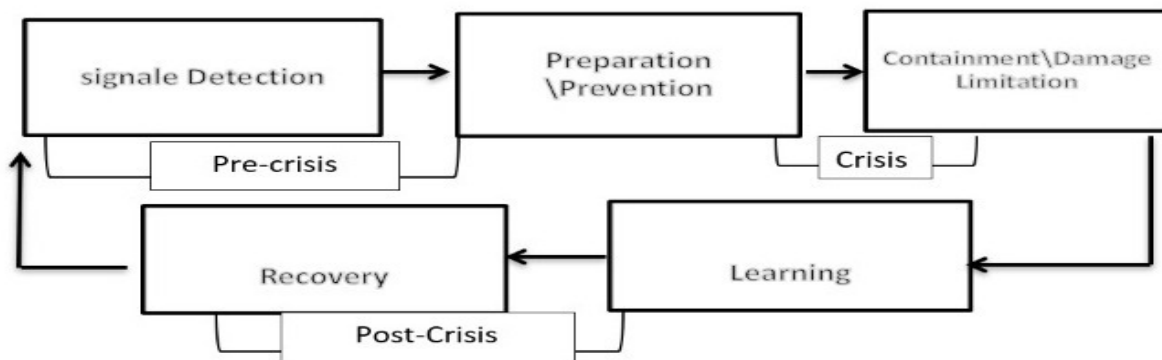 signale Detection
Preparation
\Prevention
Containment\Damage
Limitation
Pre-crisis
Crisis
Recovery
Learning
Post-Crisis